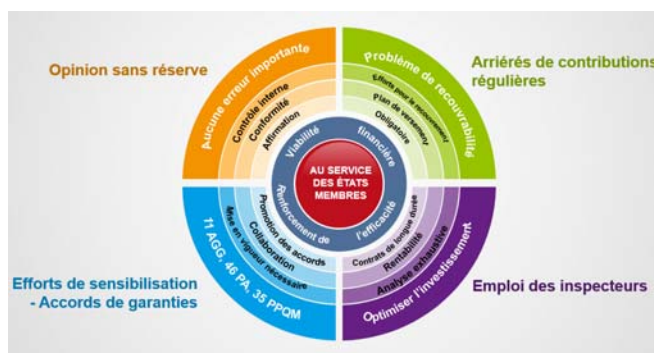 Opinion sans réserve
Aucune erreur importante
Contrôle interne
Conformité
Affirmation
Problème de recouvrabilité
Efforts pour le recouvrement
Plan de versement
Obligatoire
Arriérés de contributions
régulières
Viabilité
financière
AU SERVICE
DES ÉTATS
MEMBRES
Renforcement de
l'efficacité
Efforts de sensibilisation
- Accords de garanties
11 AGG, 46 PA, 35 PPQM
Mise en vigueur nécessaire
Collaboration
Promotion des accords
Contrats de longue durée
Rentabilité
Analyse exhaustive
Optimiser l'investissement
Emploi des inspecteurs